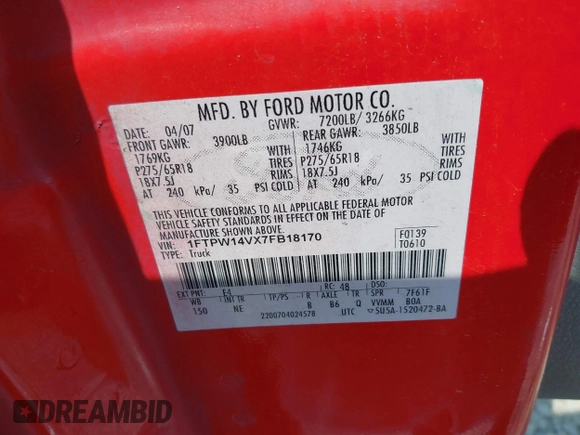 MFD. BY FORD MOTOR CO.
DATE: 04/07 GVWR: 7200LB/ 3266KG
FRONT GAWR: 3900LB REAR GAWR: 3850LB
1769KG WITH 1746KG WITH
P275/65R18 TIRES P275/65R18 TIRES
18X7.5J RIMS 18X7.5J RIMS
AT 240 kPa/ 35 PSI COLD AT 240 kPa/ 35 PSI COLD
THIS VEHICLE CONFORMS TO ALL APPLICABLE FEDERAL MOTOR
VEHICLE SAFETY STANDARDS IN EFFECT ON THE DATE OF
MANUFACTURE SHOWN ABOVE.
VIN: 1FTPW14VX7FB18170 F0139
TYPE: Truck T0610
EXT PNT: E4 RC: 48 DSO:
WB INT TR TP/PS R AXLE TR SPR 7F61F
150 NE B B6 Q VVMM BOA
2200704024578 UTC 5U5A-1520472-BA
DREAMBID